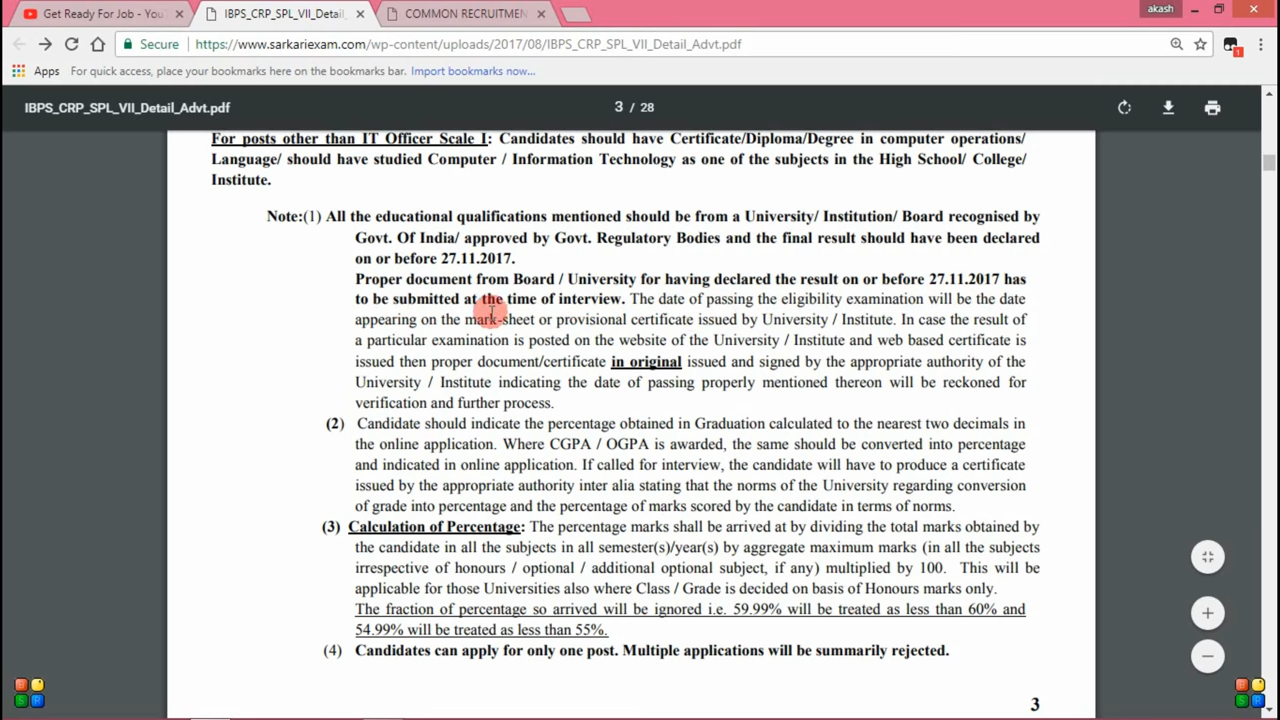 Get Ready For Job - You
IBPS_CRP_SPL_VII_Detail_
COMMON RECRUITMEN
akash
Secure
https://www.sarkariexam.com/wp-content/uploads/2017/08/IBPS_CRP_SPL_VII_Detail_Advt.pdf
1
Apps
For quick access, place your bookmarks here on the bookmarks bar. Import bookmarks now...
IBPS_CRP_SPL_VII_Detail_Advt.pdf
3 / 28
For posts other than IT Officer Scale I: Candidates should have Certificate/Diploma/Degree in computer operations/
Language/ should have studied Computer / Information Technology as one of the subjects in the High School/ College/
Institute.
Note:(1) All the educational qualifications mentioned should be from a University/ Institution/ Board recognised by
Govt. Of India/ approved by Govt. Regulatory Bodies and the final result should have been declared
on or before 27.11.2017.
Proper document from Board / University for having declared the result on or before 27.11.2017 has
to be submitted at the time of interview. The date of passing the eligibility examination will be the date
appearing on the mark-sheet or provisional certificate issued by University / Institute. In case the result of
a particular examination is posted on the website of the University / Institute and web based certificate is
issued then proper document/certificate in original issued and signed by the appropriate authority of the
University / Institute indicating the date of passing properly mentioned thereon will be reckoned for
verification and further process.
(2) Candidate should indicate the percentage obtained in Graduation calculated to the nearest two decimals in
the online application. Where CGPA / OGPA is awarded, the same should be converted into percentage
and indicated in online application. If called for interview, the candidate will have to produce a certificate
issued by the appropriate authority inter alia stating that the norms of the University regarding conversion
of grade into percentage and the percentage of marks scored by the candidate in terms of norms.
(3) Calculation of Percentage: The percentage marks shall be arrived at by dividing the total marks obtained by
the candidate in all the subjects in all semester(s)/year(s) by aggregate maximum marks (in all the subjects
irrespective of honours / optional / additional optional subject, if any) multiplied by 100. This will be
applicable for those Universities also where Class / Grade is decided on basis of Honours marks only.
The fraction of percentage so arrived will be ignored i.e. 59.99% will be treated as less than 60% and
54.99% will be treated as less than 55%.
(4) Candidates can apply for only one post. Multiple applications will be summarily rejected.
3